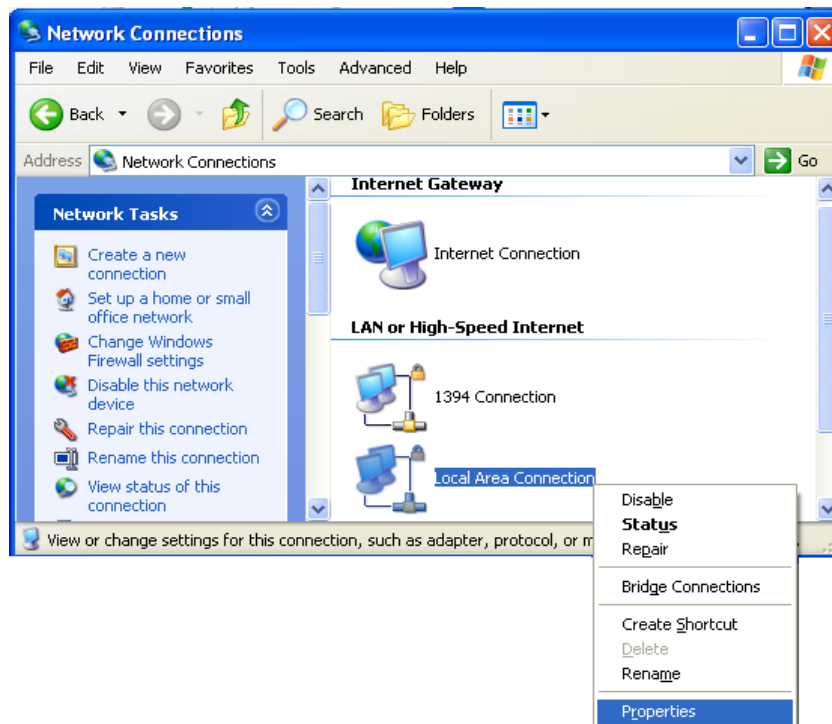 Network Connections
File Edit View Favorites Tools Advanced Help
Back Search Folders
Address Network Connections Go
Network Tasks
Create a new
connection
Set up a home or small
office network
Change Windows
Firewall settings
Disable this network
device
Repair this connection
Rename this connection
View status of this
connection
Internet Gateway
Internet Connection
LAN or High-Speed Internet
1394 Connection
Local Area Connection
View or change settings for this connection, such as adapter, protocol, or
Disable
Status
Repair
Bridge Connections
Create Shortcut
Delete
Rename
Properties